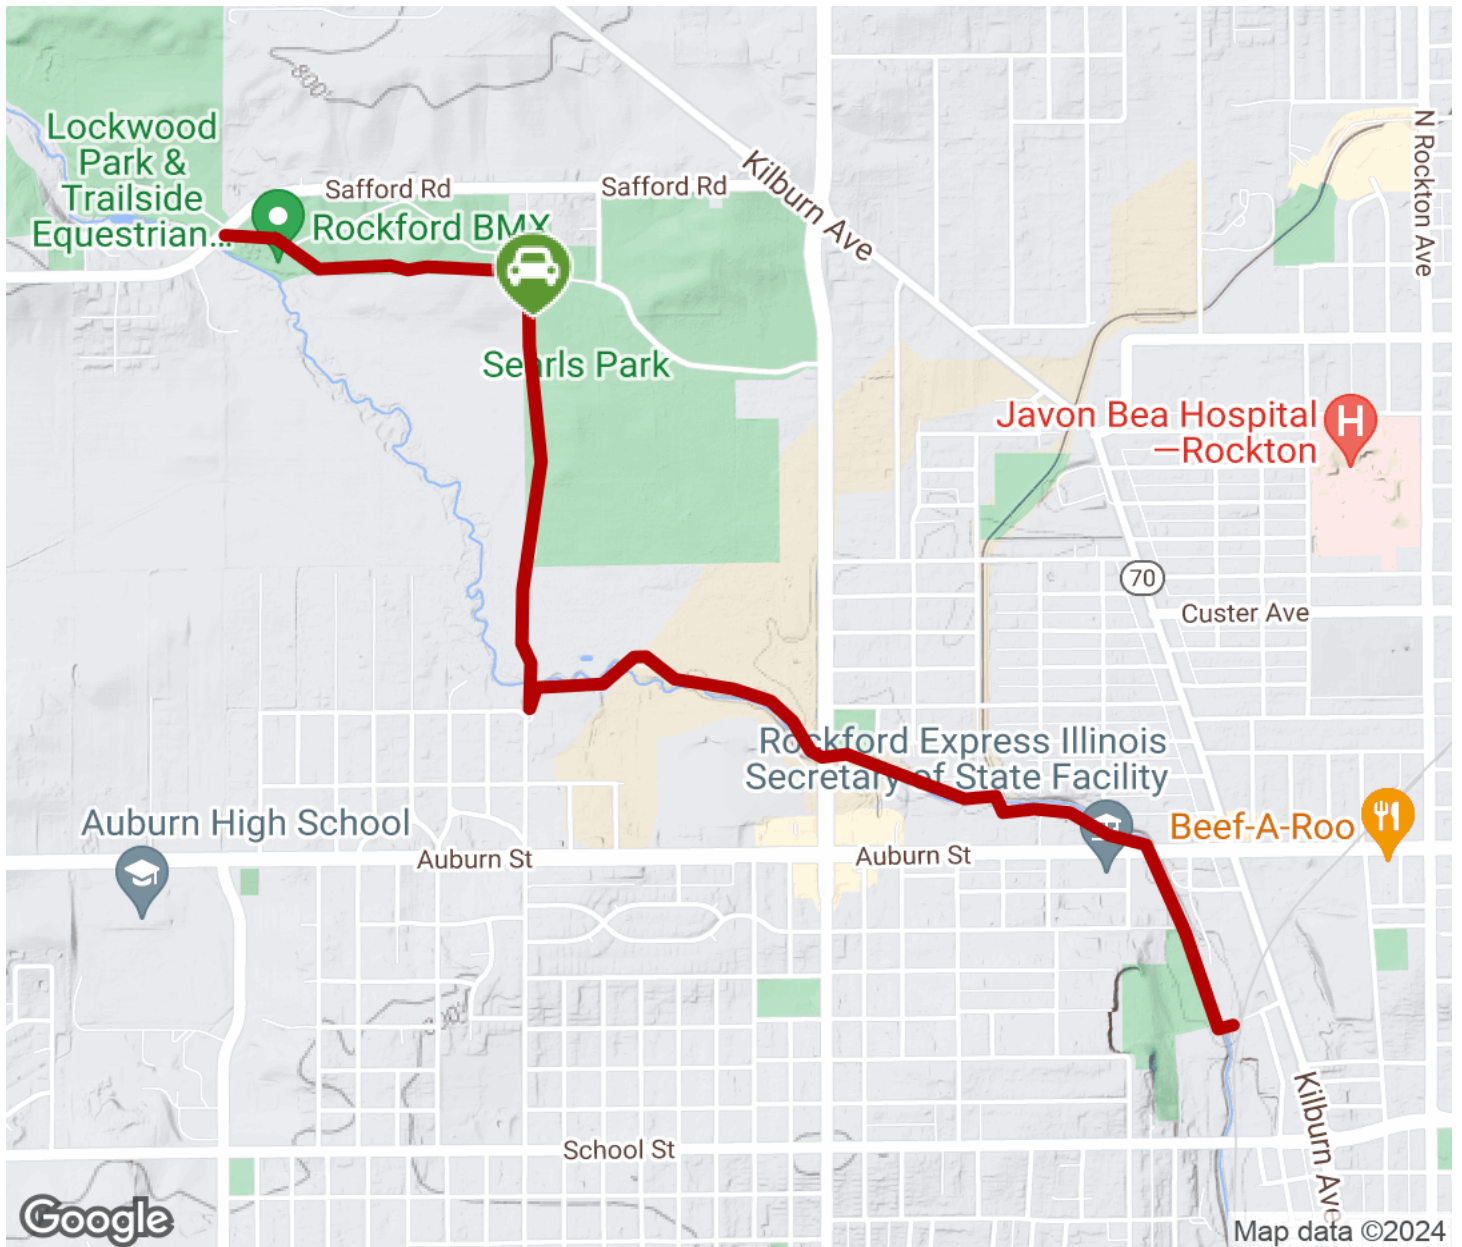 800'
Lockwood
Park &
Trailside
Equestrian...
Safford Rd
Safford Rd
Kilburn Ave
N Rockton Ave
Rockford BMX
Searls Park
Javon Bea Hospital
—Rockton
H
70
Custer Ave
Rockford Express Illinois
Secretary of State Facility
Auburn High School
Beef-A-Roo
Auburn St
Auburn St
800'
Kilburn Ave
School St
Google
Map data ©2024